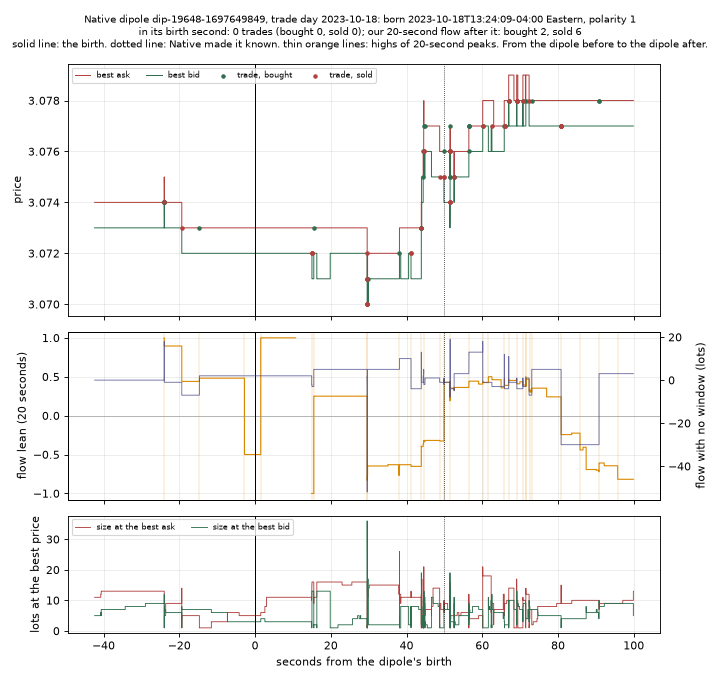 Native dipole dip-19648-1697649849, trade day 2023-10-18: born 2023-10-18T13:24:09-04:00 Eastern, polarity 1
in its birth second: 0 trades (bought 0, sold 0); our 20-second flow after it: bought 2, sold 6
solid line: the birth. dotted line: Native made it known. thin orange lines: highs of 20-second peaks. From the dipole before to the dipole after.
best ask
best bid
trade, bought
trade, sold
3.078
3.076
3.074
3.072
3.070
price
1.0
0.5
0.0
−0.5
−1.0
flow lean (20 seconds)
20
0
−20
−40
flow with no window (lots)
size at the best ask
size at the best bid
30
20
10
0
lots at the best price
−40
−20
0
20
40
60
80
100
seconds from the dipole's birth